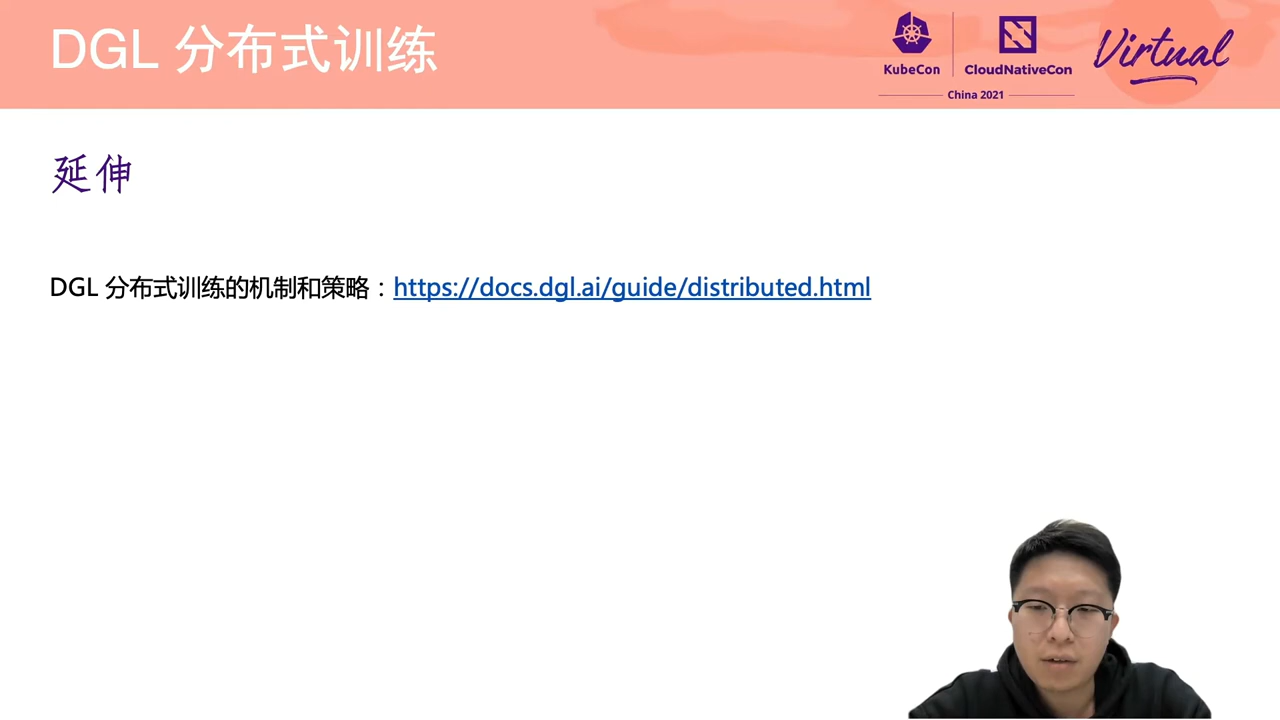 DGL 分布式训练
KubeCon
CloudNativeCon
Virtual
China 2021
延伸
DGL 分布式训练的机制和策略：https://docs.dgl.ai/guide/distributed.html